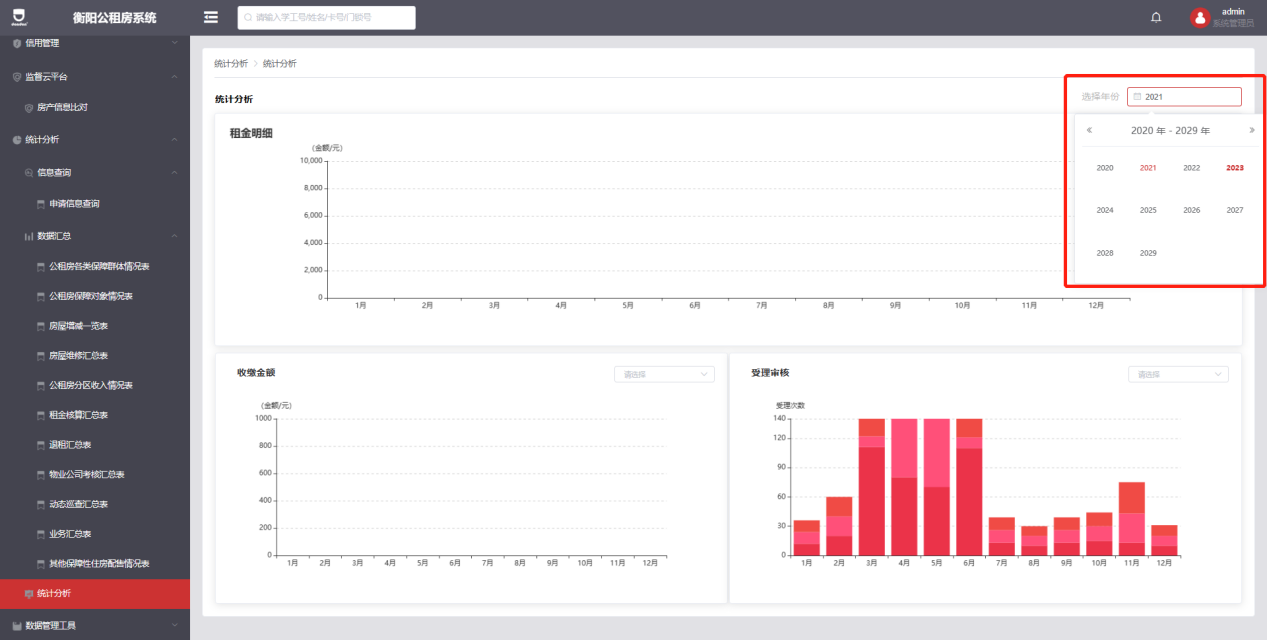 衡阳公租房系统
请输入学工号/姓名/卡号/门锁号
admin
系统管理员
信用管理
监督云平台
房产信息比对
统计分析
信息查询
申请信息查询
数据汇总
公租房各类保障群体情况表
公租房保障对象情况表
房屋增减一览表
房屋维修汇总表
公租房分区收入情况表
租金核算汇总表
退租汇总表
物业公司考核汇总表
动态巡查汇总表
业务汇总表
其他保障性住房配售情况表
统计分析
数据管理工具
统计分析 > 统计分析
统计分析
选择年份 2021
« 2020 年 - 2029 年 »
2020 2021 2022 2023
2024 2025 2026 2027
2028 2029
租金明细
(金额/元)
10,000
8,000
6,000
4,000
2,000
0
1月 2月 3月 4月 5月 6月 7月 8月 9月 10月 11月 12月
收缴金额
请选择
(金额/元)
1000
800
600
400
200
0
1月 2月 3月 4月 5月 6月 7月 8月 9月 10月 11月 12月
受理审核
请选择
受理次数
140
120
90
60
30
0
1月 2月 3月 4月 5月 6月 7月 8月 9月 10月 11月 12月